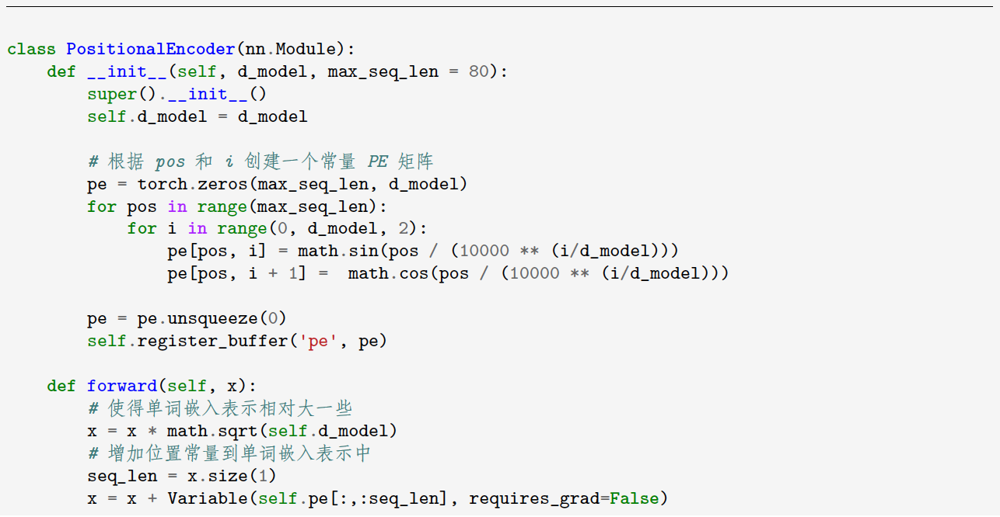 class PositionalEncoder(nn.Module):
    def __init__(self, d_model, max_seq_len = 80):
        super().__init__()
        self.d_model = d_model
        # 根据 pos 和 i 创建一个常量 PE 矩阵
        pe = torch.zeros(max_seq_len, d_model)
        for pos in range(max_seq_len):
            for i in range(0, d_model, 2):
                pe[pos, i] = math.sin(pos / (10000 ** (i/d_model)))
                pe[pos, i + 1] =  math.cos(pos / (10000 ** (i/d_model)))
        pe = pe.unsqueeze(0)
        self.register_buffer('pe', pe)
    def forward(self, x):
        # 使得单词嵌入表示相对大一些
        x = x * math.sqrt(self.d_model)
        # 增加位置常量到单词嵌入表示中
        seq_len = x.size(1)
        x = x + Variable(self.pe[:,:seq_len], requires_grad=False)